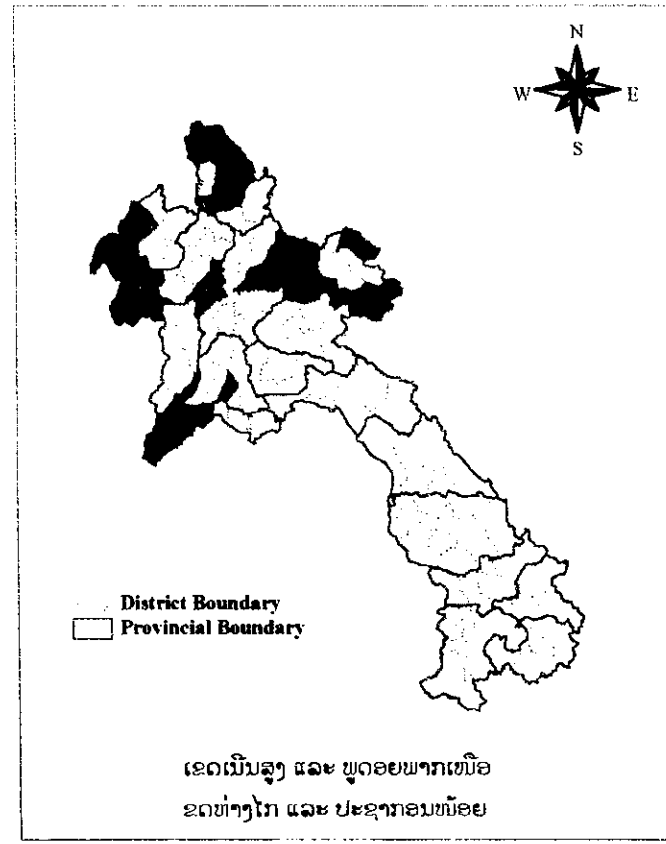 N
W E
S
District Boundary
Provincial Boundary
ເຂດເນີນສູງ ແລະ ພູດອຍພາກເໜືອ
ຂດຫ່າງໄກ ແລະ ປະຊາກອນໜ້ອຍ